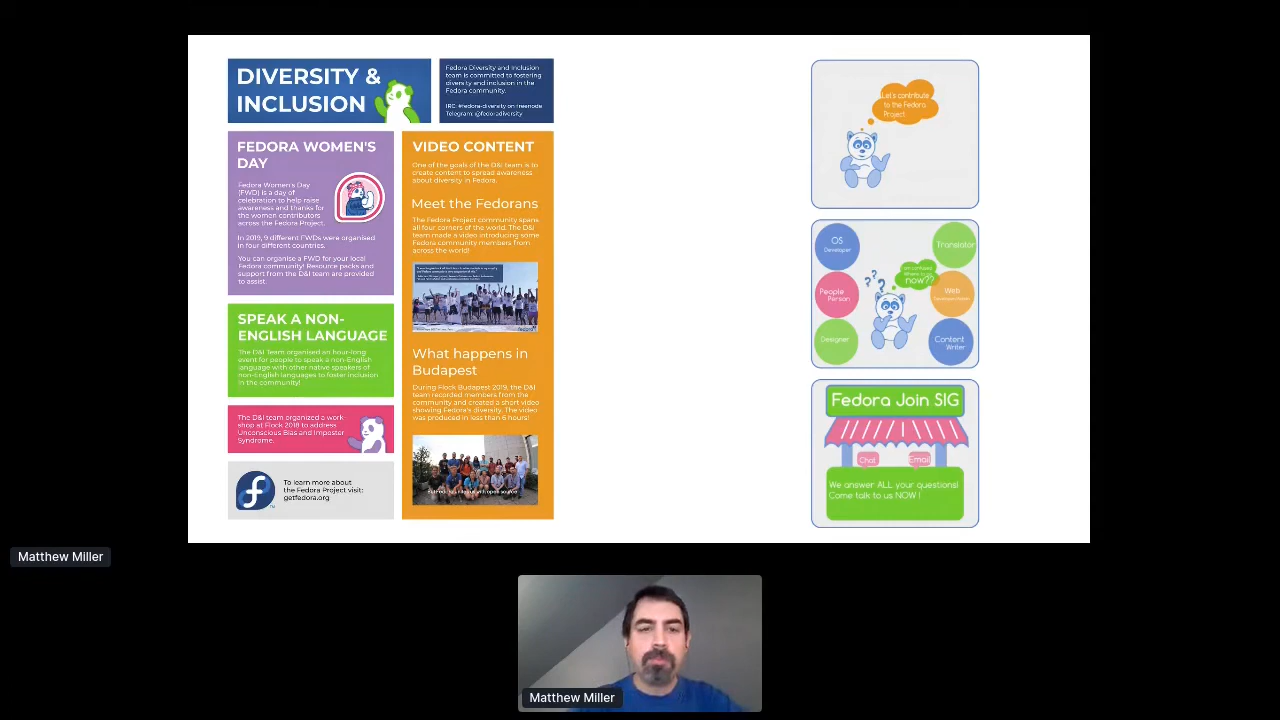 DIVERSITY &
INCLUSION
Fedora Diversity and Inclusion
team is committed to fostering
diversity and inclusion in the
Fedora community.
IRC: #fedora-diversity on freenode
Telegram: @fedoradiversity
FEDORA WOMEN'S
DAY
Fedora Women's Day
(FWD) is a day of
celebration to help raise
awareness and thanks for
the women contributors
across the Fedora Project.
In 2019, 9 different FWDs were organised
in four different countries.
You can organise a FWD for your local
Fedora community! Resource packs and
support from the D&I team are provided
to assist.
SPEAK A NON-
ENGLISH LANGUAGE
The D&I Team organised an hour-long
event for people to speak a non-English
language with other native speakers of
non-English languages to foster inclusion
in the community!
The D&I team organized a work-
shop at Flock 2018 to address
Unconscious Bias and Imposter
Syndrome.
To learn more about
the Fedora Project visit:
getfedora.org
VIDEO CONTENT
One of the goals of the D&I team is to
create content to spread awareness
about diversity in Fedora.
Meet the Fedorans
The Fedora Project community spans
all four corners of the world. The D&I
team made a video introducing some
Fedora community members from
across the world!
fedora
What happens in
Budapest
During Flock Budapest 2019, the D&I
team recorded members from the
community and created a short video
showing Fedora's diversity. The video
was produced in less than 6 hours!
Let's contribute
to the Fedora
Project
OS
Developer
Translator
People
Person
now??
Web
Designer
Content
Writer
Fedora Join SIG
Chat
Email
We answer ALL your questions!
Come talk to us NOW !
Matthew Miller
Matthew Miller